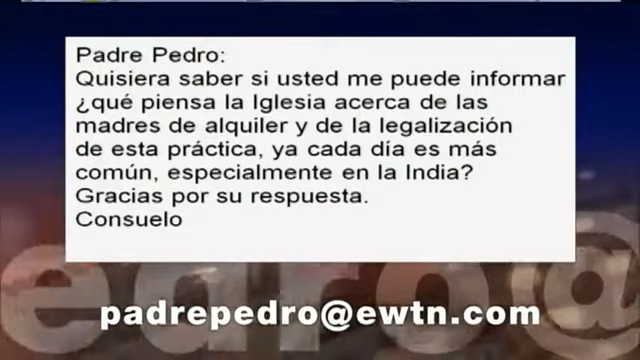 Padre Pedro:
Quisiera saber si usted me puede informar
¿qué piensa la Iglesia acerca de las
madres de alquiler y de la legalización
de esta práctica, ya cada día es más
común, especialmente en la India?
Gracias por su respuesta.
Consuelo
edro@
padrepedro@ewtn.com